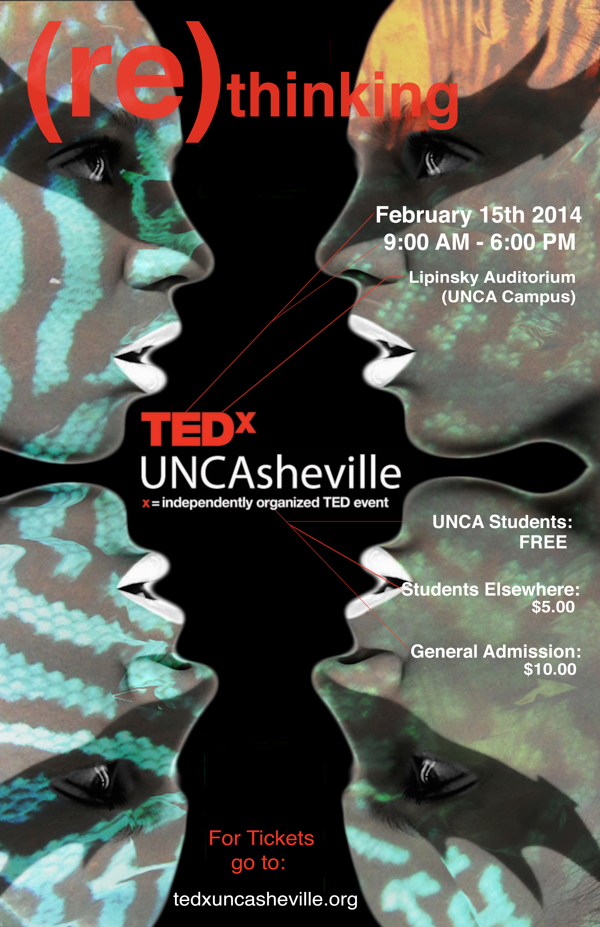 (re)thinking
February 15th 2014
9:00 AM - 6:00 PM
Lipinsky Auditorium
(UNCA Campus)
TEDx
UNCAsheville
x = independently organized TED event
UNCA Students:
FREE
Students Elsewhere:
$5.00
General Admission:
$10.00
For Tickets
go to:
tedxuncasheville.org